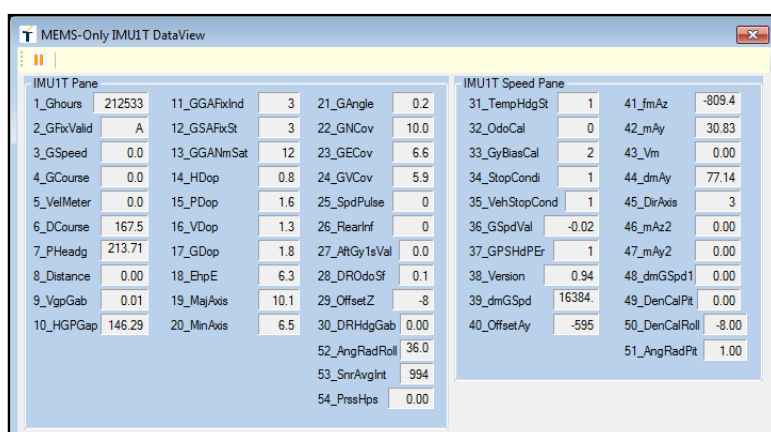 MEMS-Only IMU1T DataView
IMU1T Pane
1_Ghours 212533
2_GFixValid A
3_GSpeed 0.0
4_GCourse 0.0
5_VelMeter 0.0
6_DCourse 167.5
7_PHeadg 213.71
8_Distance 0.00
9_VgpGab 0.01
10_HGPGap 146.29
11_GGAFixInd 3
12_GSAFixSt 3
13_GGANmSat 12
14_HDop 0.8
15_PDop 1.6
16_VDop 1.3
17_GDop 1.8
18_EhpE 6.3
19_MajAxis 10.1
20_MinAxis 6.5
21_GAngle 0.2
22_GNCov 10.0
23_GECov 6.6
24_GVCov 5.9
25_SpdPulse 0
26_RearInf 0
27_AftGy1sVal 0.0
28_DROdoSf 0.1
29_OffsetZ -8
30_DRHdgGab 0.00
52_AngRadRoll 36.0
53_SnrAvgInt 994
54_PrssHps 0.00
IMU1T Speed Pane
31_TempHdgSt 1
32_OdoCal 0
33_GyBiasCal 2
34_StopCondi 1
35_VehStopCond 1
36_GSpdVal -0.02
37_GPSHdPEr 1
38_Version 0.94
39_dmGSpd 16384.
40_OffsetAy -595
41_fmAz -809.4
42_mAy 30.83
43_Vm 0.00
44_dmAy 77.14
45_DirAxis 3
46_mAz2 0.00
47_mAy2 0.00
48_dmGSpd1 0.00
49_DenCalPit 0.00
50_DenCalRoll -8.00
51_AngRadPit 1.00